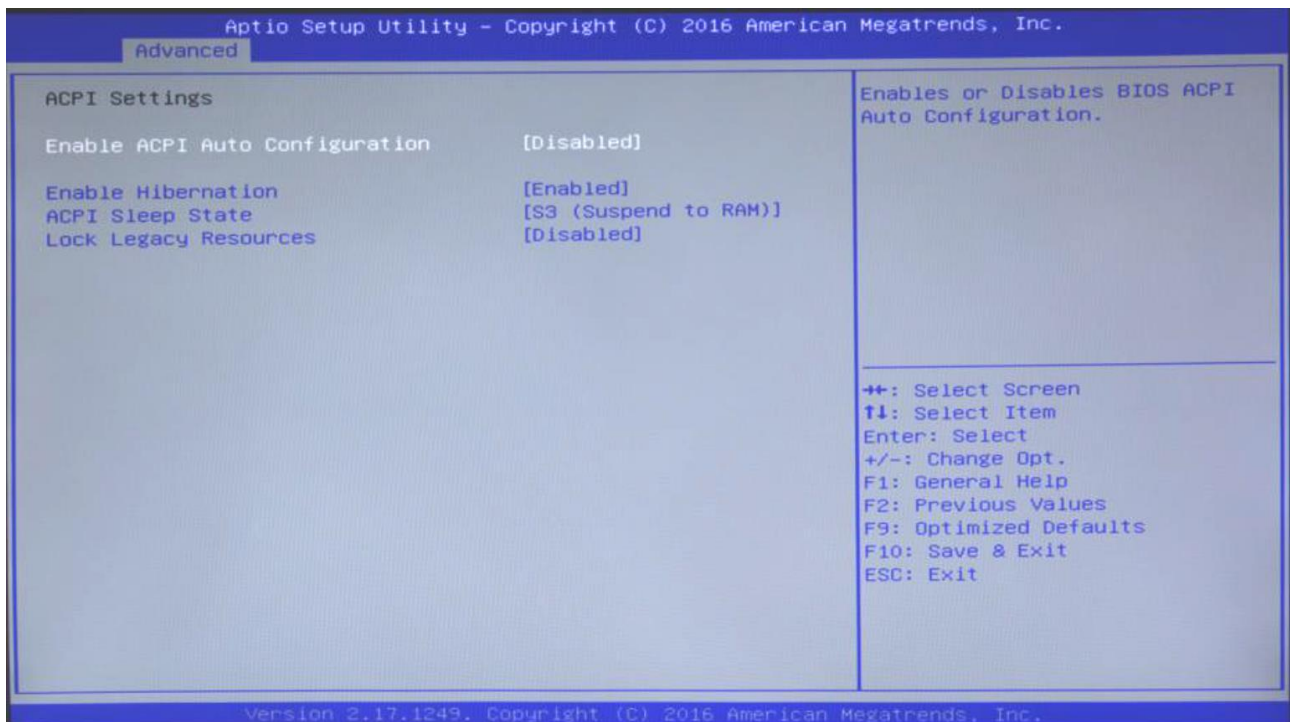 Aptio Setup Utility – Copyright (C) 2016 American Megatrends, Inc.
Advanced
ACPI Settings
Enable ACPI Auto Configuration [Disabled]
Enable Hibernation [Enabled]
ACPI Sleep State [S3 (Suspend to RAM)]
Lock Legacy Resources [Disabled]
Enables or Disables BIOS ACPI
Auto Configuration.
→←: Select Screen
↑↓: Select Item
Enter: Select
+/-: Change Opt.
F1: General Help
F2: Previous Values
F9: Optimized Defaults
F10: Save & Exit
ESC: Exit
Version 2.17.1249. Copyright (C) 2016 American Megatrends, Inc.